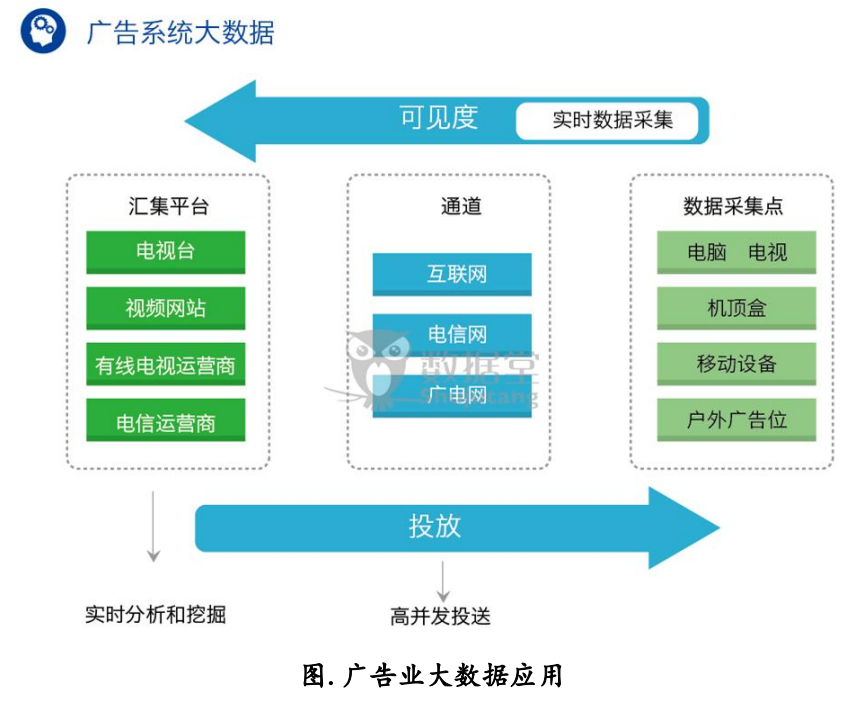 广告系统大数据
可见度 实时数据采集
汇集平台
电视台
视频网站
有线电视运营商
电信运营商
通道
互联网
电信网
广电网
数据堂
数据采集点
电脑 电视
机顶盒
移动设备
户外广告位
投放
实时分析和挖掘
高并发投送
图.广告业大数据应用